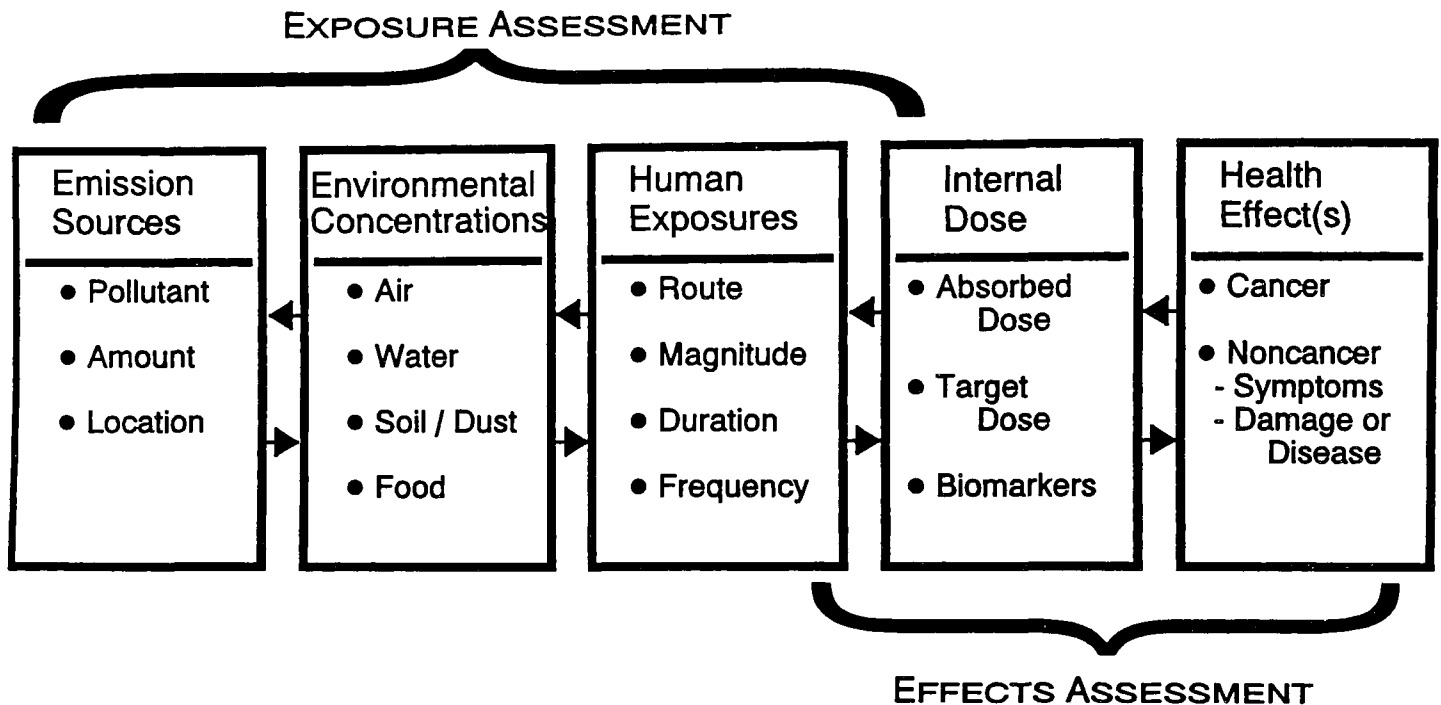 EXPOSURE ASSESSMENT
Emission
Sources
• Pollutant
• Amount
• Location
Environmental
Concentrations
• Air
• Water
• Soil / Dust
• Food
Human
Exposures
• Route
• Magnitude
• Duration
• Frequency
Internal
Dose
• Absorbed
Dose
• Target
Dose
• Biomarkers
Health
Effect(s)
• Cancer
• Noncancer
- Symptoms
- Damage or
Disease
EFFECTS ASSESSMENT